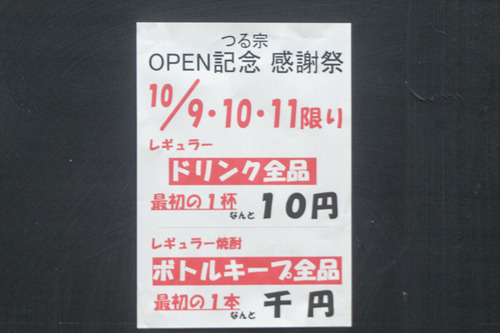 つる宗
OPEN記念 感謝祭
10/9・10・11限り
レギュラー
ドリンク全品
最初の1杯 なんと 10円
レギュラー焼酎
ボトルキープ全品
最初の1本 なんと 千円